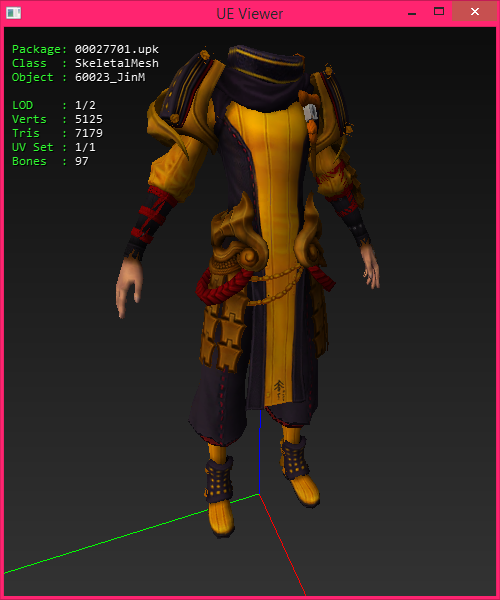 UE Viewer
Package: 00027701.upk
Class : SkeletalMesh
Object : 60023_JinM
LOD : 1/2
Verts : 5125
Tris : 7179
UV Set : 1/1
Bones : 97